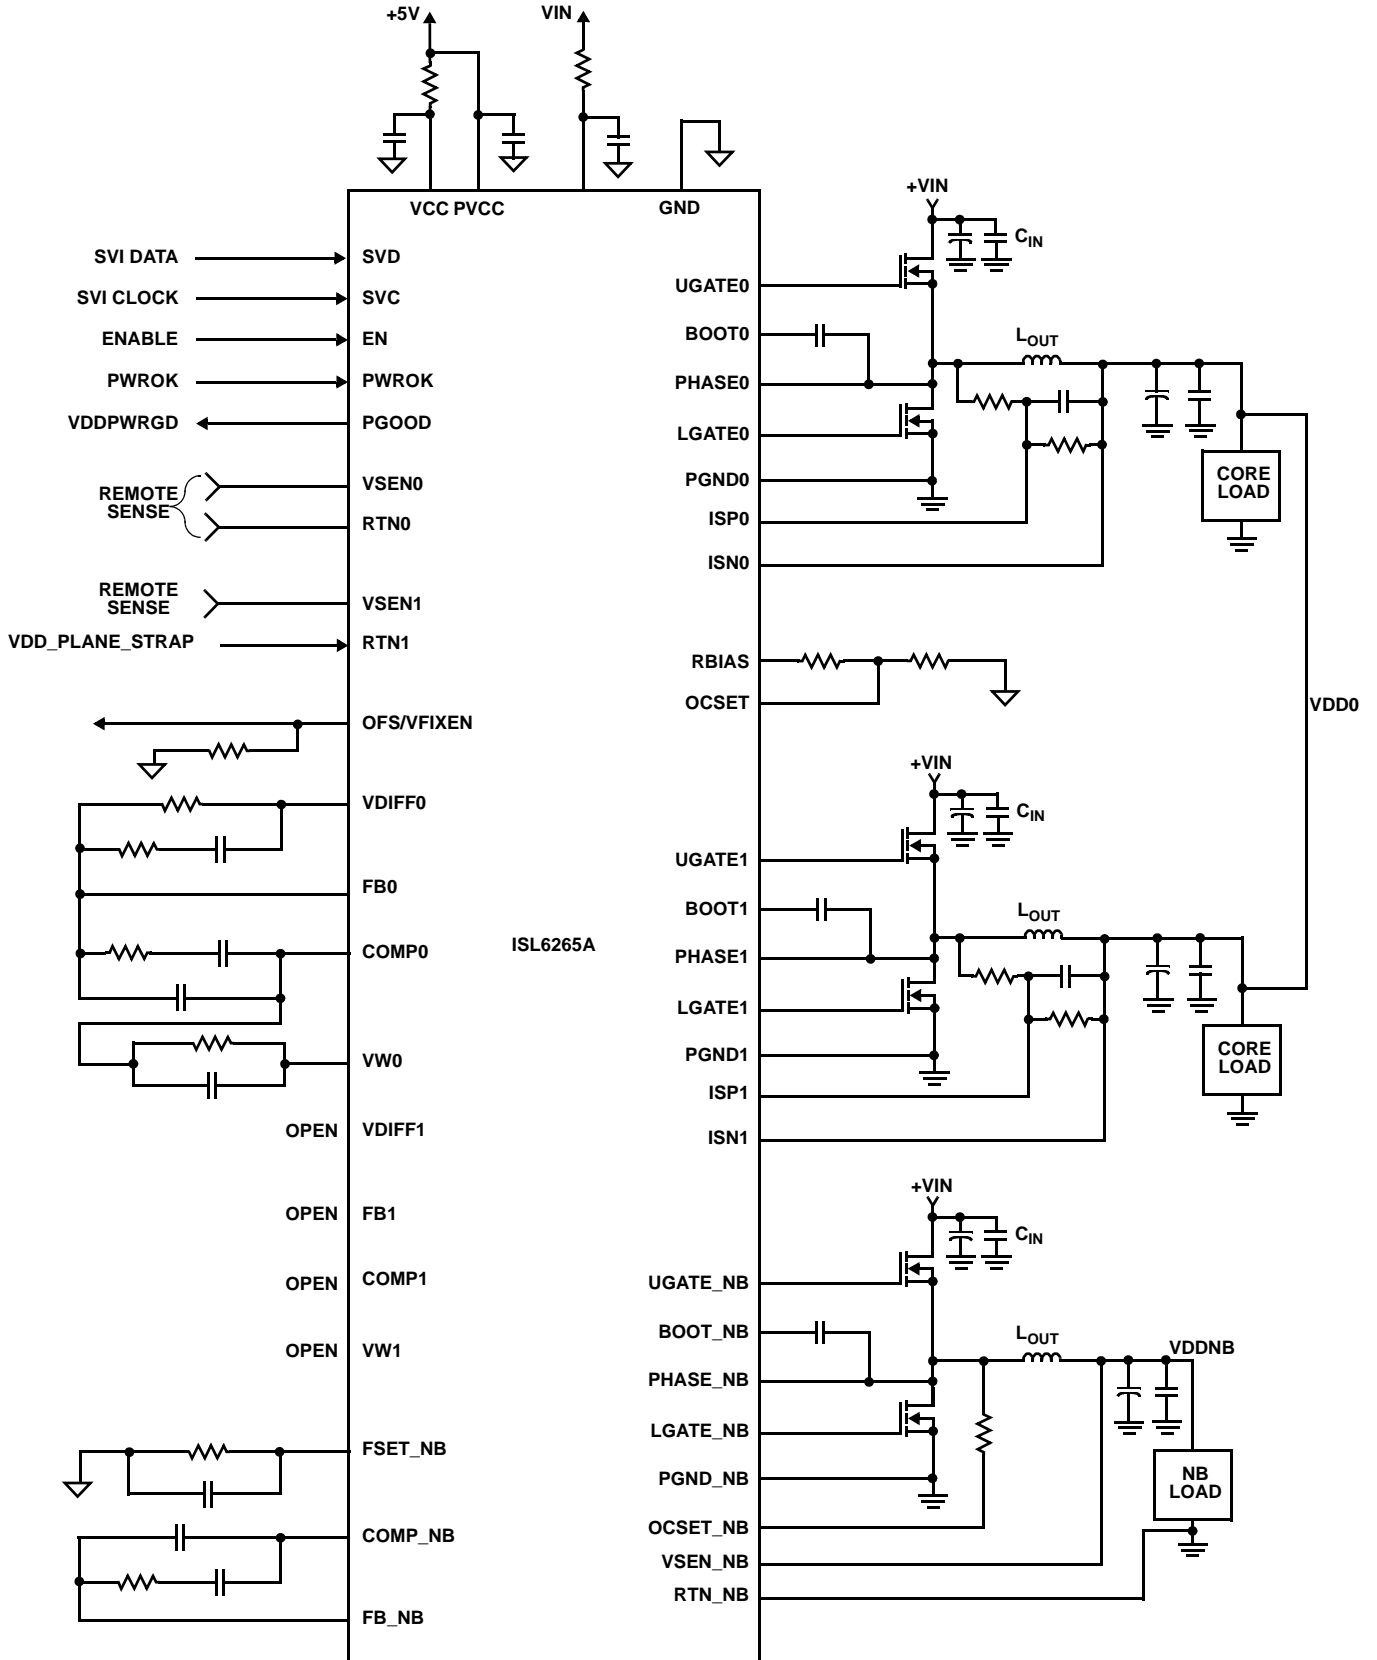 +5V
VIN
VCC PVCC
GND
SVI DATA
SVD
SVI CLOCK
SVC
ENABLE
EN
PWROK
PWROK
VDDPWRGD
PGOOD
REMOTE
SENSE
VSEN0
RTN0
REMOTE
SENSE
VSEN1
VDD_PLANE_STRAP
RTN1
OFS/VFIXEN
VDIFF0
FB0
COMP0
VW0
OPEN
VDIFF1
OPEN
FB1
OPEN
COMP1
OPEN
VW1
FSET_NB
COMP_NB
FB_NB
ISL6265A
+VIN
CIN
UGATE0
BOOT0
LOUT
PHASE0
LGATE0
PGND0
CORE
LOAD
ISP0
ISN0
RBIAS
OCSET
VDD0
+VIN
CIN
UGATE1
BOOT1
LOUT
PHASE1
LGATE1
PGND1
CORE
LOAD
ISP1
ISN1
+VIN
CIN
UGATE_NB
BOOT_NB
LOUT
VDDNB
PHASE_NB
LGATE_NB
PGND_NB
NB
LOAD
OCSET_NB
VSEN_NB
RTN_NB